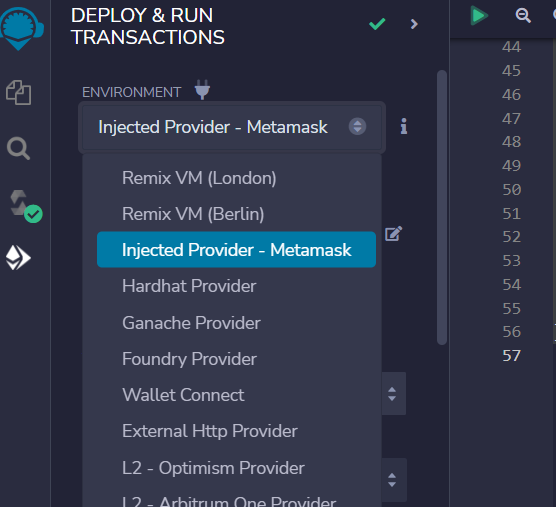 DEPLOY & RUN
TRANSACTIONS
ENVIRONMENT
Injected Provider - Metamask
Remix VM (London)
Remix VM (Berlin)
Injected Provider - Metamask
Hardhat Provider
Ganache Provider
Foundry Provider
Wallet Connect
External Http Provider
L2 - Optimism Provider
L2 - Arbitrum One Provider
44
45
46
47
48
49
50
51
52
53
54
55
56
57